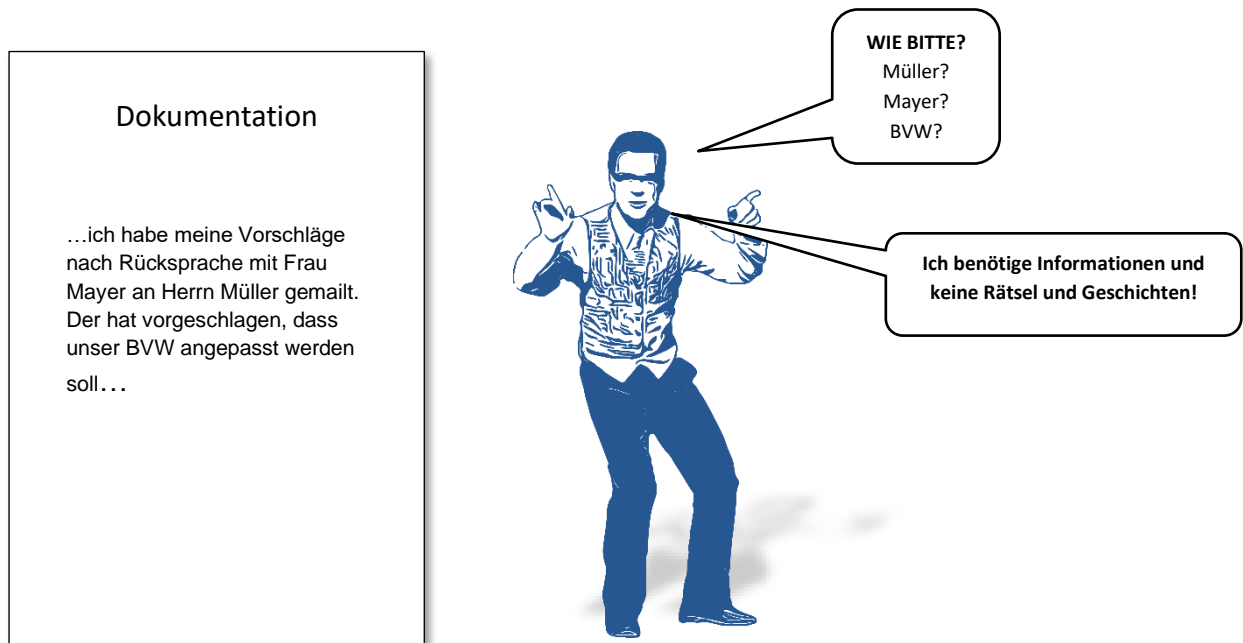 Dokumentation
…ich habe meine Vorschläge
nach Rücksprache mit Frau
Mayer an Herrn Müller gemailt.
Der hat vorgeschlagen, dass
unser BVW angepasst werden
soll…
WIE BITTE?
Müller?
Mayer?
BVW?
Ich benötige Informationen und
keine Rätsel und Geschichten!